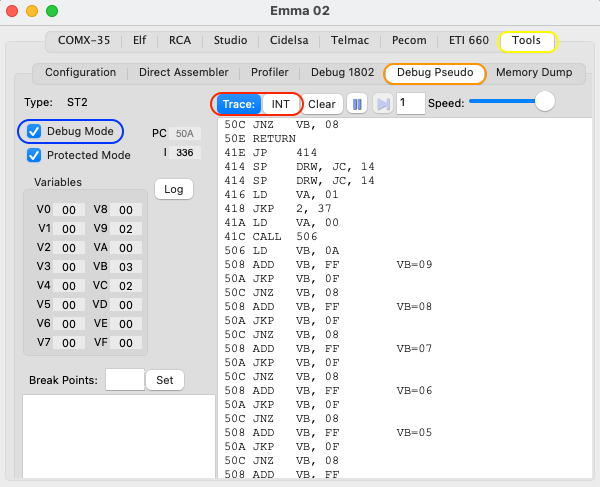 Emma 02
COMX-35 Elf RCA Studio Cidelsa Telmac Pecom ETI 660 Tools
Configuration Direct Assembler Profiler Debug 1802 Debug Pseudo Memory Dump
Type: ST2 Trace: INT Clear 1 Speed:
Debug Mode PC 50A
Protected Mode I 336
Variables Log
V0 00 V8 00
V1 00 V9 02
V2 00 VA 00
V3 00 VB 03
V4 00 VC 02
V5 00 VD 00
V6 00 VE 00
V7 00 VF 00
Break Points: Set
50C JNZ VB, 08
50E RETURN
41E JP 414
414 SP DRW, JC, 14
414 SP DRW, JC, 14
416 LD VA, 01
418 JKP 2, 37
41A LD VA, 00
41C CALL 506
506 LD VB, 0A
508 ADD VB, FF VB=09
50A JKP VB, 0F
50C JNZ VB, 08
508 ADD VB, FF VB=08
50A JKP VB, 0F
50C JNZ VB, 08
508 ADD VB, FF VB=07
50A JKP VB, 0F
50C JNZ VB, 08
508 ADD VB, FF VB=06
50A JKP VB, 0F
50C JNZ VB, 08
508 ADD VB, FF VB=05
50A JKP VB, 0F
50C JNZ VB, 08
508 ADD VB, FF